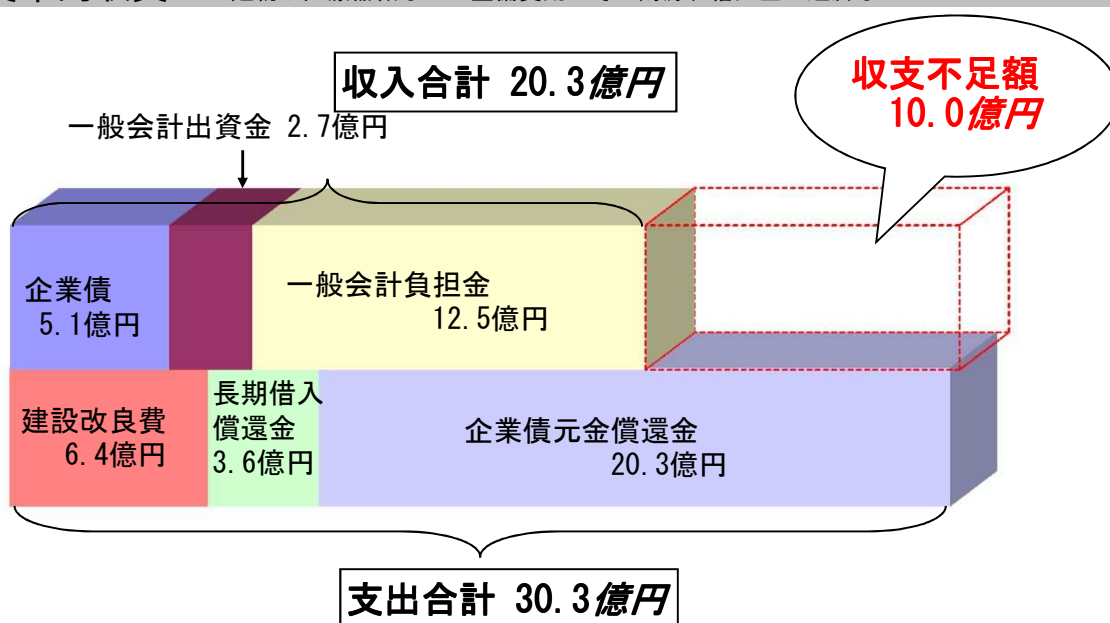 収入合計 20.3億円
収支不足額
10.0億円
一般会計出資金 2.7億円
企業債
5.1億円
一般会計負担金
12.5億円
建設改良費
6.4億円
長期借入
償還金
3.6億円
企業債元金償還金
20.3億円
支出合計 30.3億円